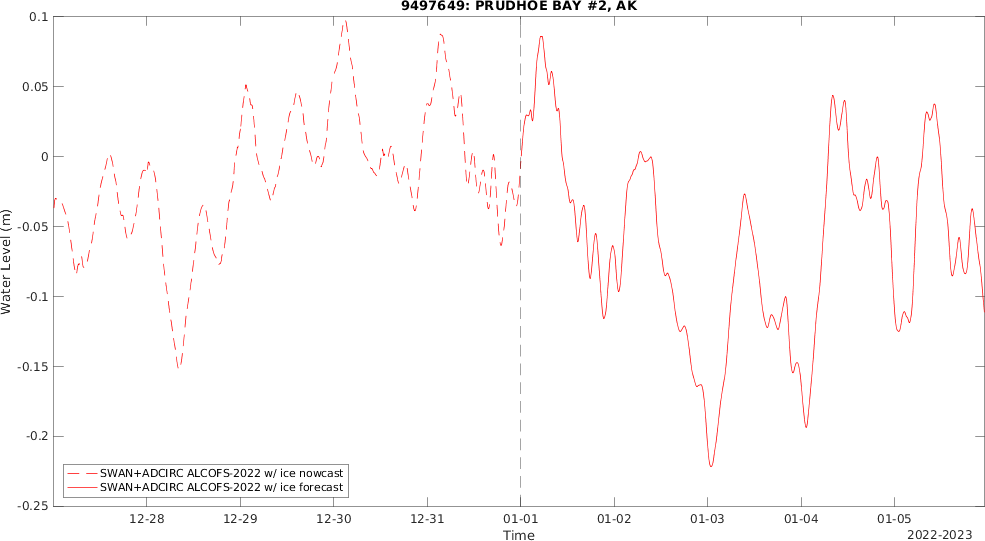 9497649: PRUDHOE BAY #2, AK
0.1
0.05
0
-0.05
-0.1
-0.15
-0.2
-0.25
Water Level (m)
SWAN+ADCIRC ALCOFS-2022 w/ ice nowcast
SWAN+ADCIRC ALCOFS-2022 w/ ice forecast
12-28 12-29 12-30 12-31 01-01 01-02 01-03 01-04 01-05
Time
2022-2023